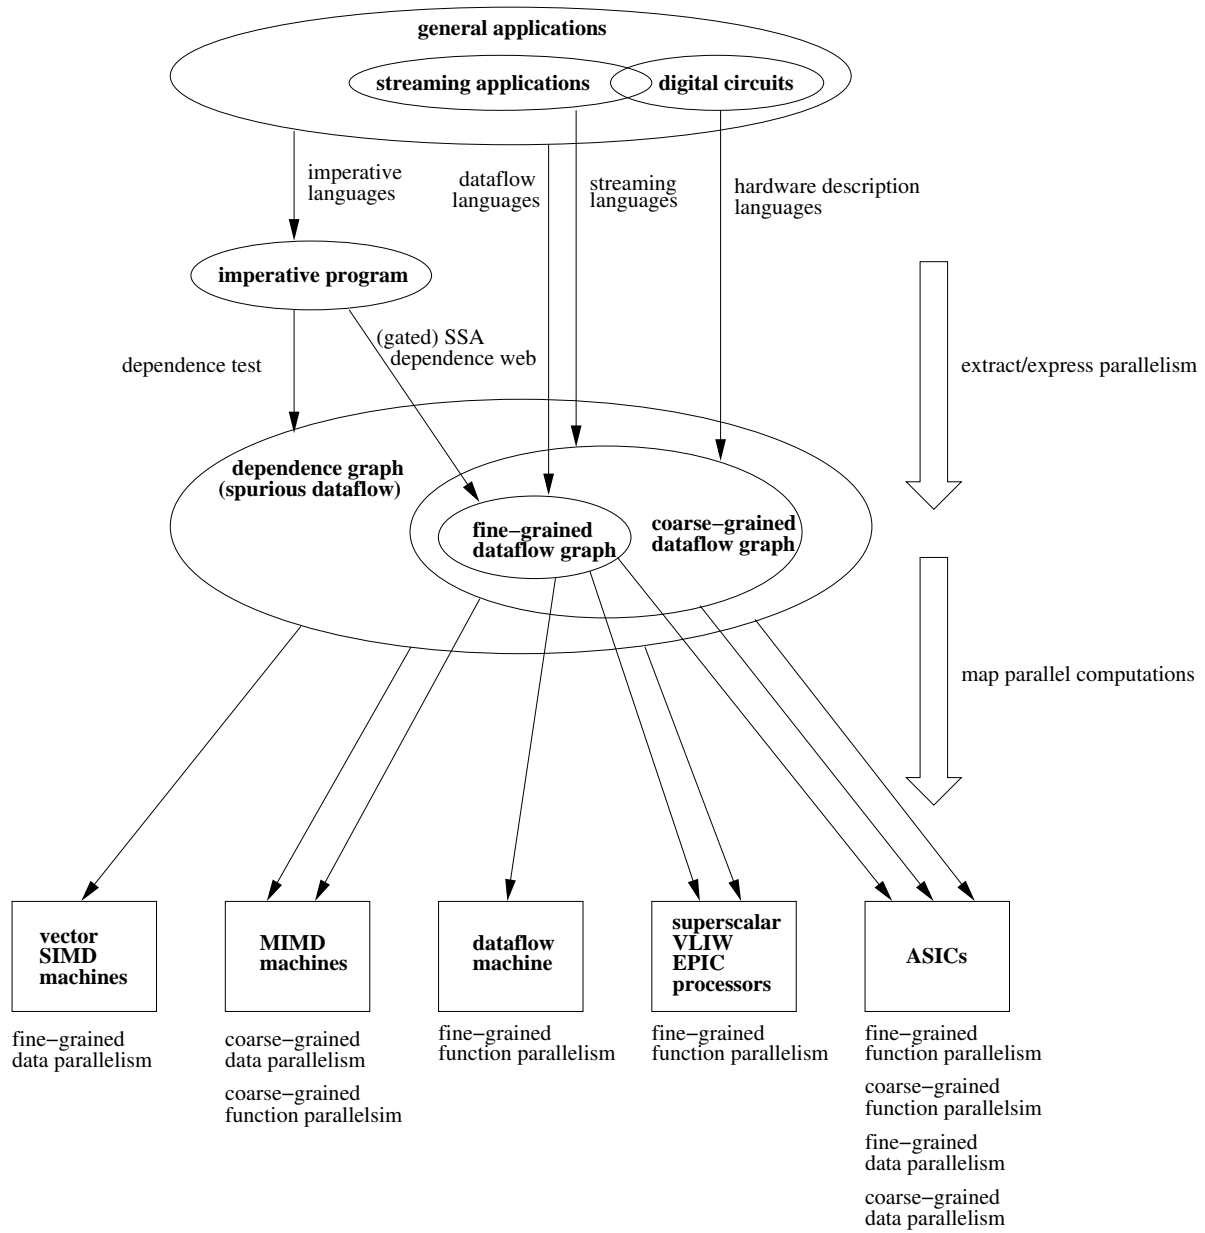 general applications
streaming applications
digital circuits
imperative
languages
dataflow
languages
streaming
languages
hardware description
languages
imperative program
(gated) SSA
dependence web
dependence test
extract/express parallelism
dependence graph
(spurious dataflow)
fine−grained
dataflow graph
coarse−grained
dataflow graph
map parallel computations
vector
SIMD
machines
MIMD
machines
dataflow
machine
superscalar
VLIW
EPIC
processors
ASICs
fine−grained
data parallelism
coarse−grained
data parallelism
coarse−grained
function parallelsim
fine−grained
function parallelism
fine−grained
function parallelism
fine−grained
function parallelism
coarse−grained
function parallelsim
fine−grained
data parallelism
coarse−grained
data parallelism